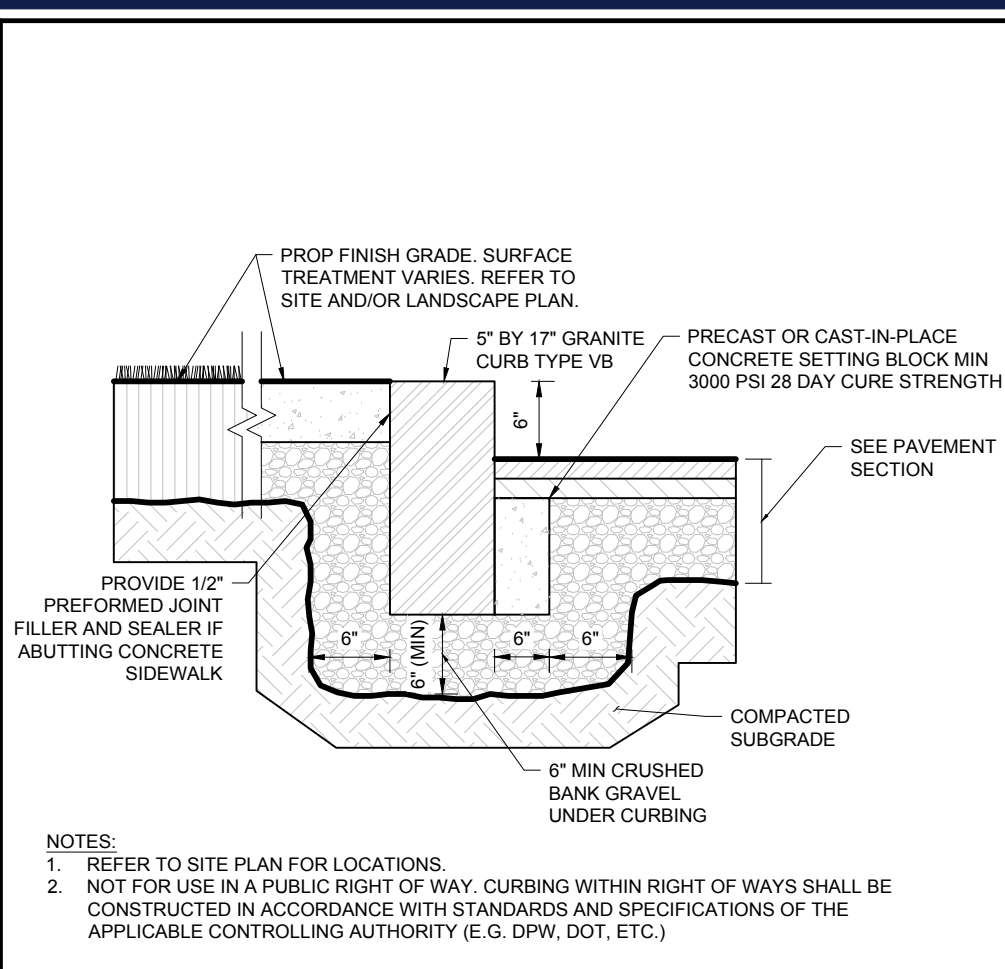 PROP FINISH GRADE. SURFACE
TREATMENT VARIES. REFER TO
SITE AND/OR LANDSCAPE PLAN.
5" BY 17" GRANITE
CURB TYPE VB
PRECAST OR CAST-IN-PLACE
CONCRETE SETTING BLOCK MIN
3000 PSI 28 DAY CURE STRENGTH
6"
SEE PAVEMENT
SECTION
PROVIDE 1/2"
PREFORMED JOINT
FILLER AND SEALER IF
ABUTTING CONCRETE
SIDEWALK
6"
6" (MIN)
6"
6"
COMPACTED
SUBGRADE
6" MIN CRUSHED
BANK GRAVEL
UNDER CURBING
NOTES:
1. REFER TO SITE PLAN FOR LOCATIONS.
2. NOT FOR USE IN A PUBLIC RIGHT OF WAY. CURBING WITHIN RIGHT OF WAYS SHALL BE
CONSTRUCTED IN ACCORDANCE WITH STANDARDS AND SPECIFICATIONS OF THE
APPLICABLE CONTROLLING AUTHORITY (E.G. DPW, DOT, ETC.)